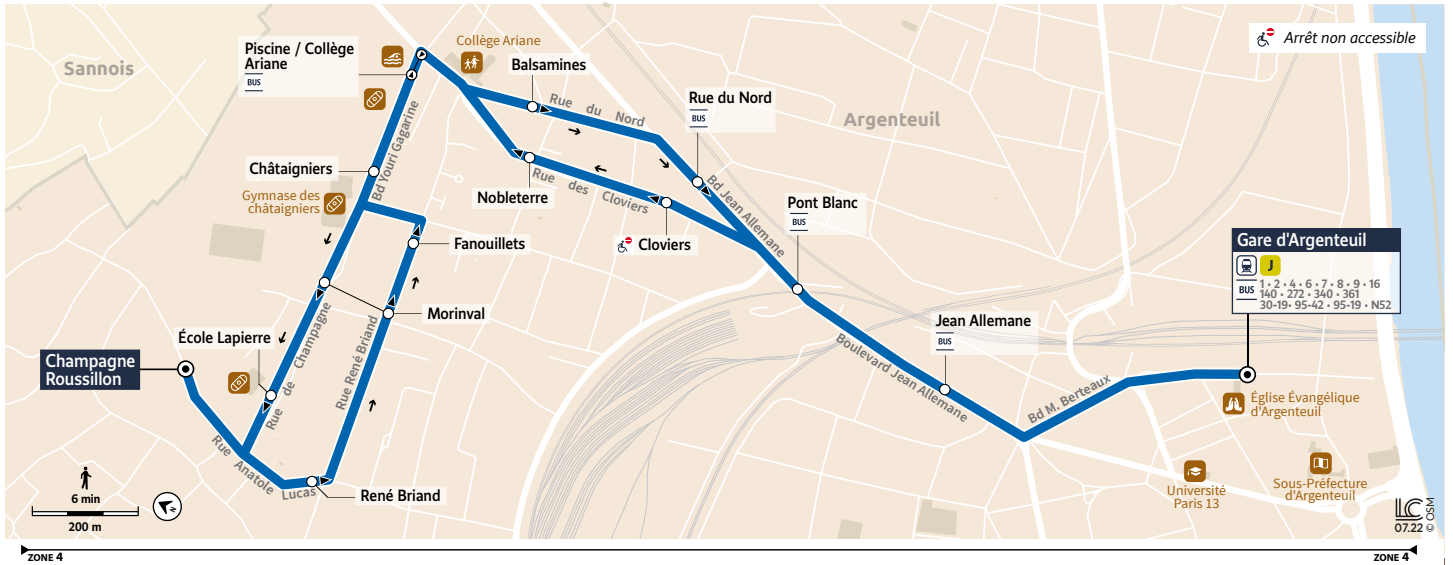 Sannois
Piscine / Collège
Ariane
BUS
Collège Ariane
Balsamines
Rue du Nord
Rue du Nord
BUS
Argenteuil
Arrêt non accessible
Bd Youri Gagarine
Châtaigniers
Gymnase des
châtaigniers
Nobleterre
Rue des Cloviers
Cloviers
Bd Jean Allemane
Pont Blanc
BUS
Fanouillets
Morinval
Gare d'Argenteuil
J
BUS
1 • 2 • 4 • 6 • 7 • 8 • 9 • 16
140 • 272 • 340 • 361
30-19 • 95-42 • 95-19 • N52
École Lapierre
Rue de Champagne
Rue René Briand
Champagne
Roussillon
Jean Allemane
BUS
Boulevard Jean Allemane
Bd M. Berteaux
Église Évangélique
d'Argenteuil
Rue Anatole Lucas
René Briand
Université
Paris 13
Sous-Préfecture
d'Argenteuil
6 min
200 m
N
LC
07.22
© OSM
ZONE 4
ZONE 4